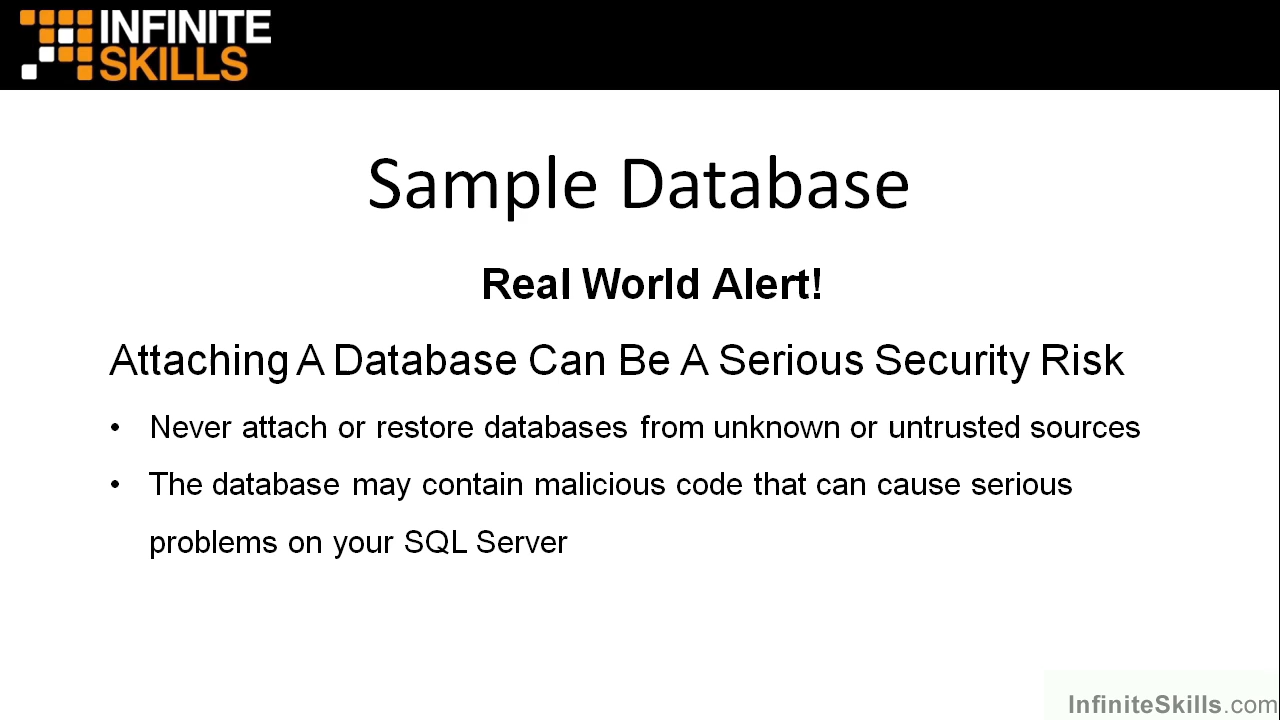 INFINITE
SKILLS
Sample Database
Real World Alert!
Attaching A Database Can Be A Serious Security Risk
• Never attach or restore databases from unknown or untrusted sources
• The database may contain malicious code that can cause serious
problems on your SQL Server
InfiniteSkills.com